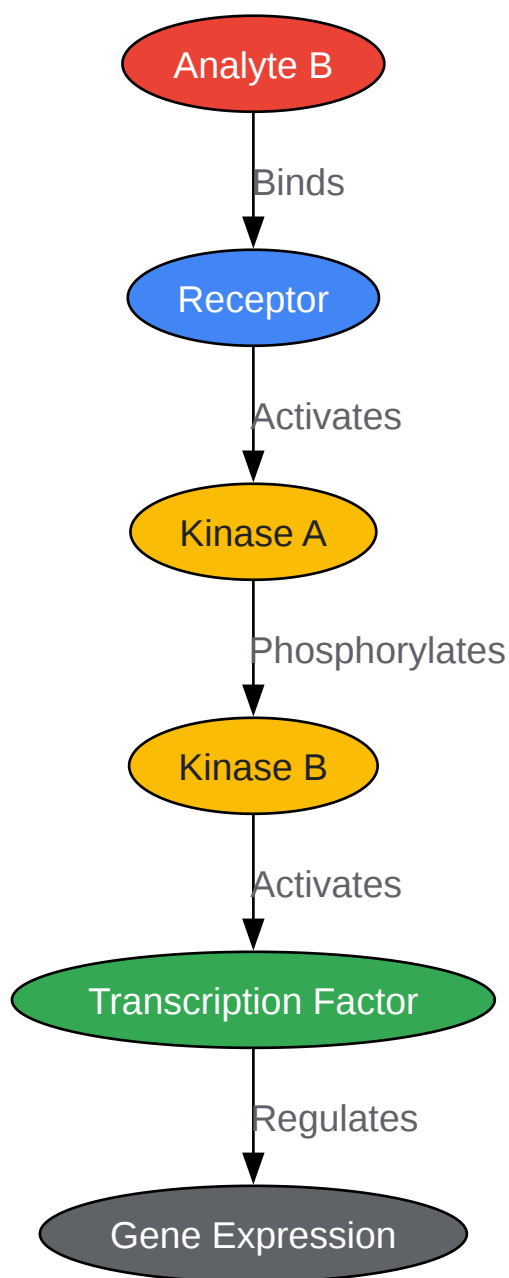 Analyte B
Binds
Receptor
Activates
Kinase A
Phosphorylates
Kinase B
Activates
Transcription Factor
Regulates
Gene Expression